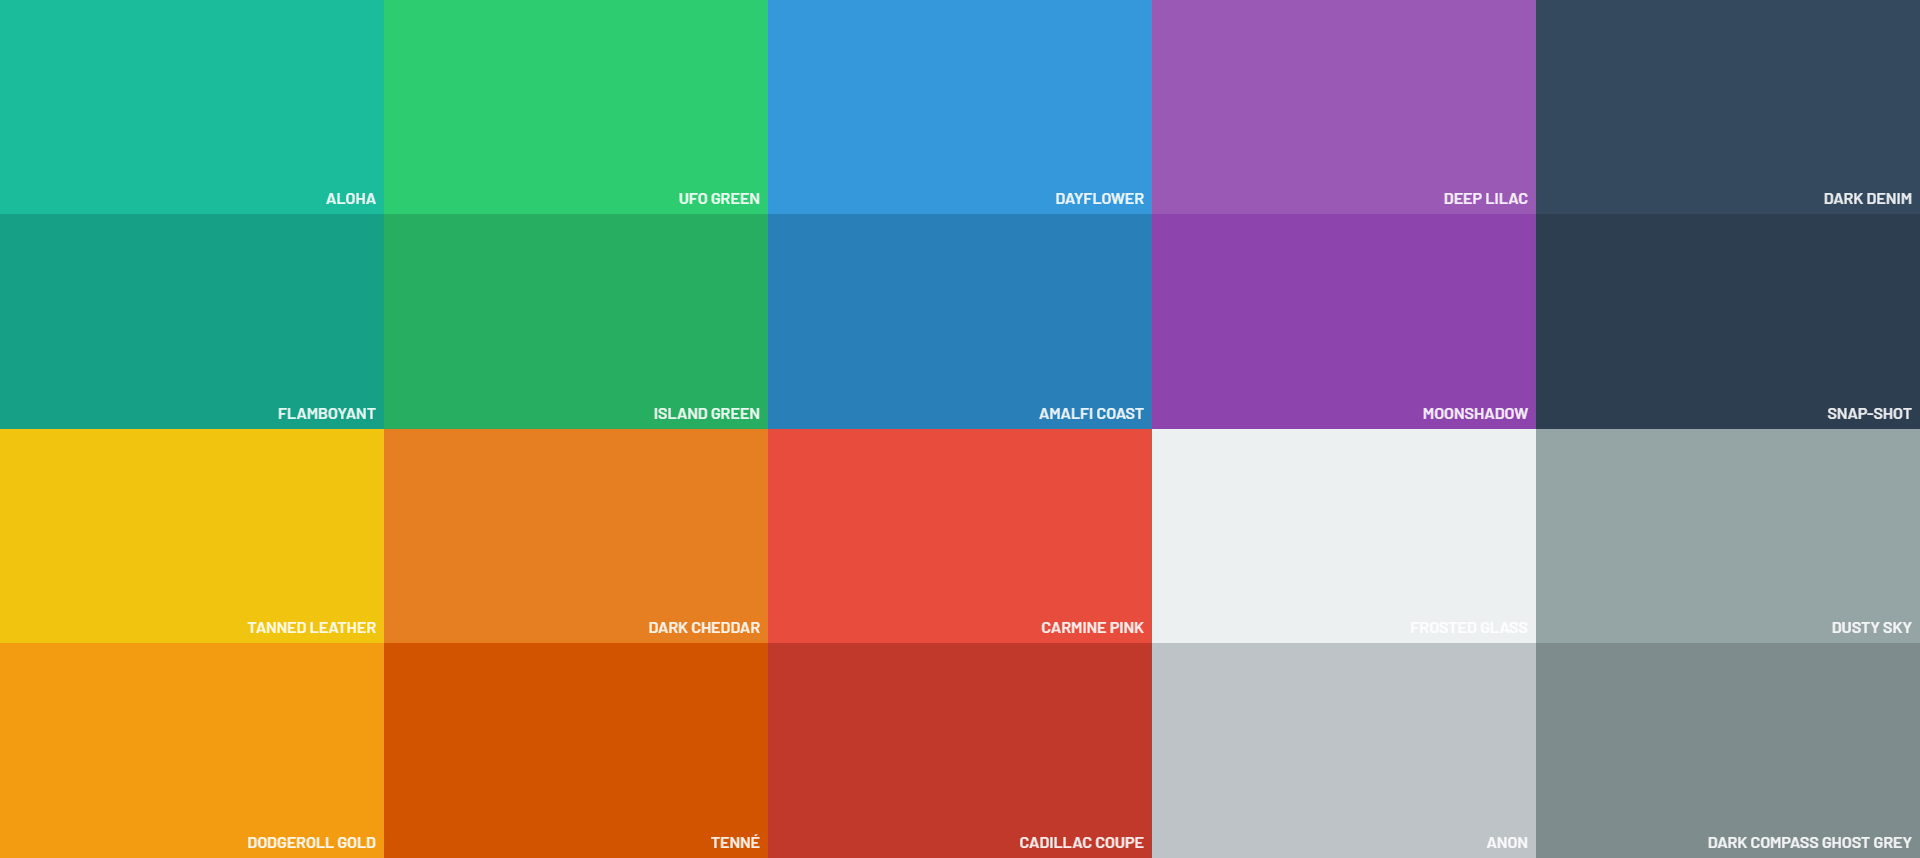 ALOHA
UFO GREEN
DAYFLOWER
DEEP LILAC
DARK DENIM
FLAMBOYANT
ISLAND GREEN
AMALFI COAST
MOONSHADOW
SNAP-SHOT
TANNED LEATHER
DARK CHEDDAR
CARMINE PINK
FROSTED GLASS
DUSTY SKY
DODGEROLL GOLD
TENNÉ
CADILLAC COUPE
ANON
DARK COMPASS GHOST GREY